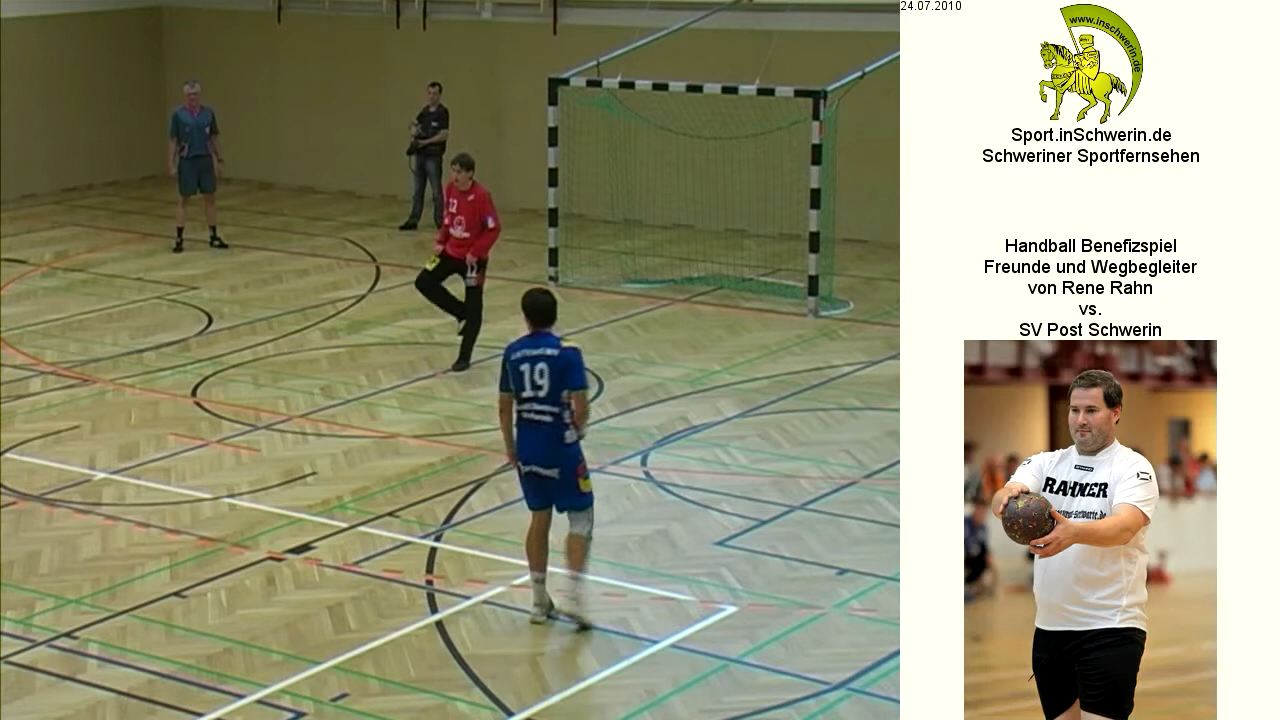 24.07.2010
www.inschwerin.de
Sport.inSchwerin.de
Schweriner Sportfernsehen
Handball Benefizspiel
Freunde und Wegbegleiter
von Rene Rahn
vs.
SV Post Schwerin
12
12
19
RAHNER